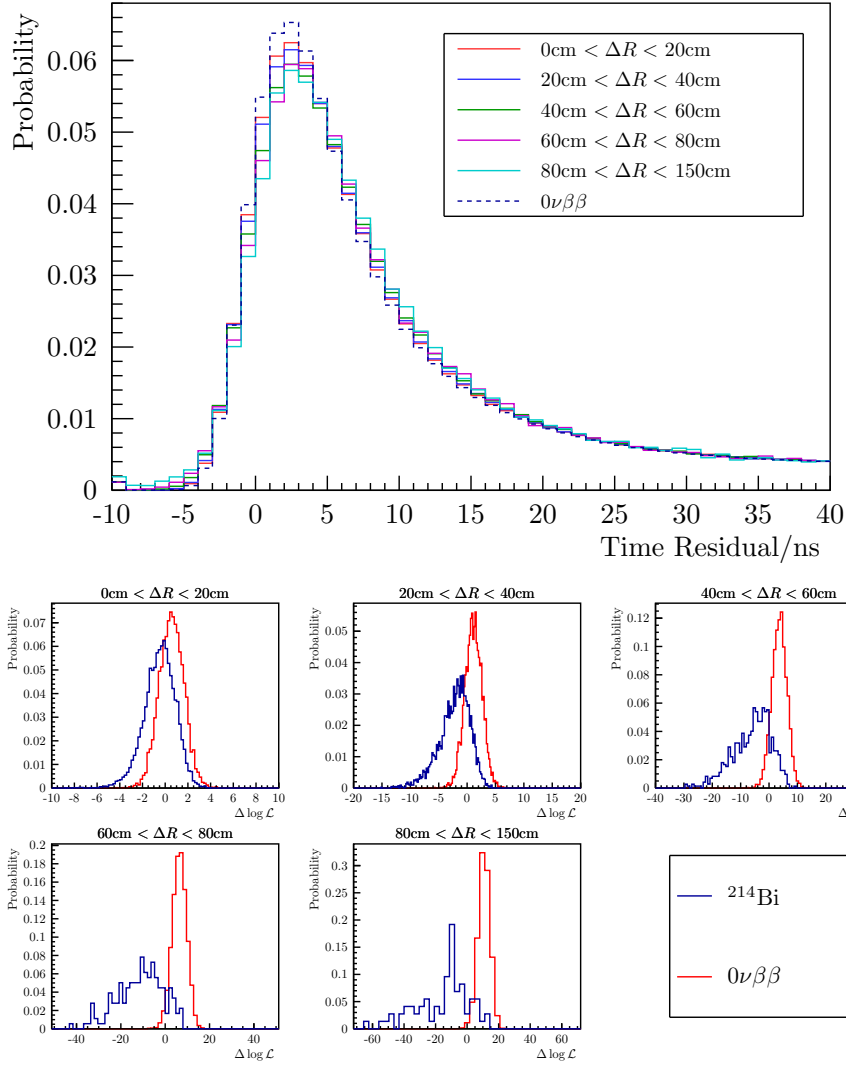 Probability
0.06
0.05
0.04
0.03
0.02
0.01
0
-10 -5 0 5 10 15 20 25 30 35 40
Time Residual/ns
0cm < ΔR < 20cm
20cm < ΔR < 40cm
40cm < ΔR < 60cm
60cm < ΔR < 80cm
80cm < ΔR < 150cm
0νββ
0cm < ΔR < 20cm
Probability
0.07
0.06
0.05
0.04
0.03
0.02
0.01
0
-10 -8 -6 -4 -2 0 2 4 6 8 10
Δ log ℒ
20cm < ΔR < 40cm
Probability
0.05
0.04
0.03
0.02
0.01
0
-20 -15 -10 -5 0 5 10 15 20
Δ log ℒ
40cm < ΔR < 60cm
Probability
0.12
0.1
0.08
0.06
0.04
0.02
0
-40 -30 -20 -10 0 10 20
Δ
60cm < ΔR < 80cm
Probability
0.2
0.18
0.16
0.14
0.12
0.1
0.08
0.06
0.04
0.02
0
-40 -20 0 20 40
Δ log ℒ
80cm < ΔR < 150cm
Probability
0.3
0.25
0.2
0.15
0.1
0.05
0
-60 -40 -20 0 20 40 60
Δ log ℒ
²¹⁴Bi
0νββ